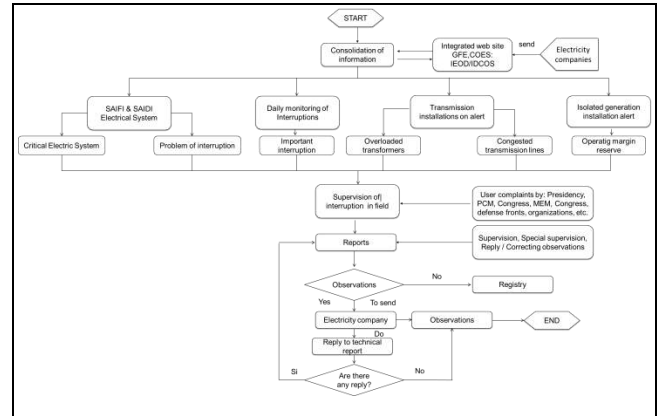 START
Consolidation of
information
Integrated web site
GFE,COES:
IEOD/IDCOS
send
Electricity
companies
SAIFI & SAIDI
Electrical System
Daily monitoring of
Interruptions
Transmission
installations on alert
Isolated generation
installation alert
Critical Electric System
Problem of interruption
Important
interruption
Overloaded
transformers
Congested
transmission lines
Operatig margin
reserve
Supervision of|
interruption in field
User complaints by: Presidency,
PCM, Congress, MEM, Congress,
defense fronts, organizations, etc.
Reports
Supervision, Special supervision,
Reply / Correcting observations
Observations
No
Registry
Yes
To send
Electricity company
Observations
END
Do
Reply to technical
report
Si
Are there
any reply?
No